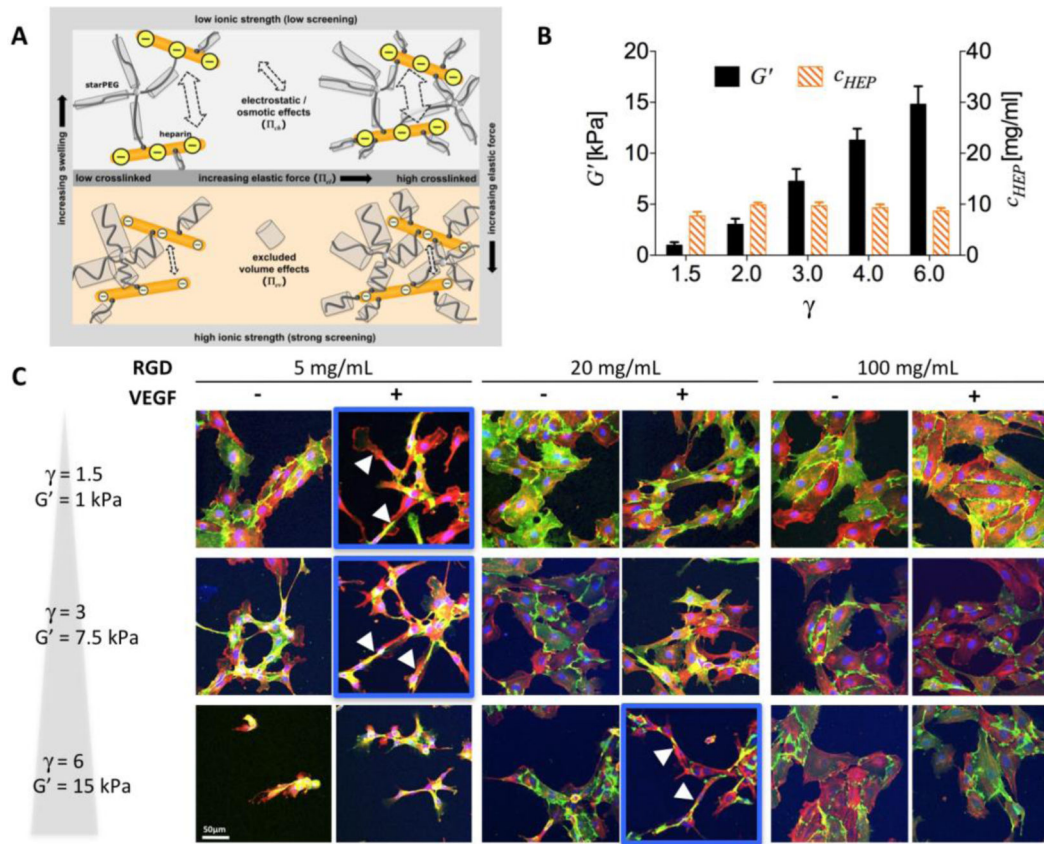 A
low ionic strength (low screening)
starPEG
heparin
electrostatic /
osmotic effects
increasing swelling
low crosslinked
increasing elastic force (Πel)
high crosslinked
increasing elastic force
excluded
volume effects
high ionic strength (strong screening)
B
20
15
10
5
0
G' [kPa]
G'
cHEP
40
30
20
10
0
cHEP [mg/ml]
1.5 2.0 3.0 4.0 6.0
γ
C
RGD 5 mg/mL 20 mg/mL 100 mg/mL
VEGF - + - + - +
γ = 1.5
G' = 1 kPa
γ = 3
G' = 7.5 kPa
γ = 6
G' = 15 kPa
50μm